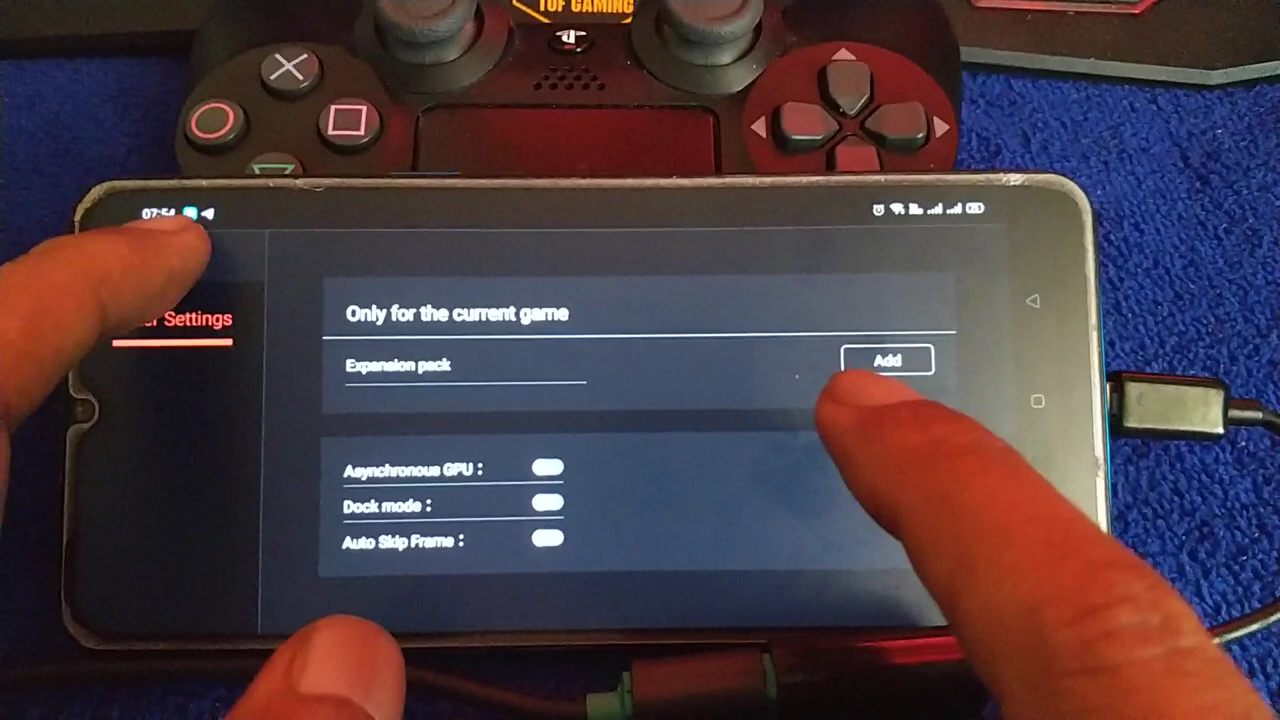 TUF GAMING
07:54
Settings
Only for the current game
Expansion pack
Add
Asynchronous GPU :
Dock mode :
Auto Skip Frame :